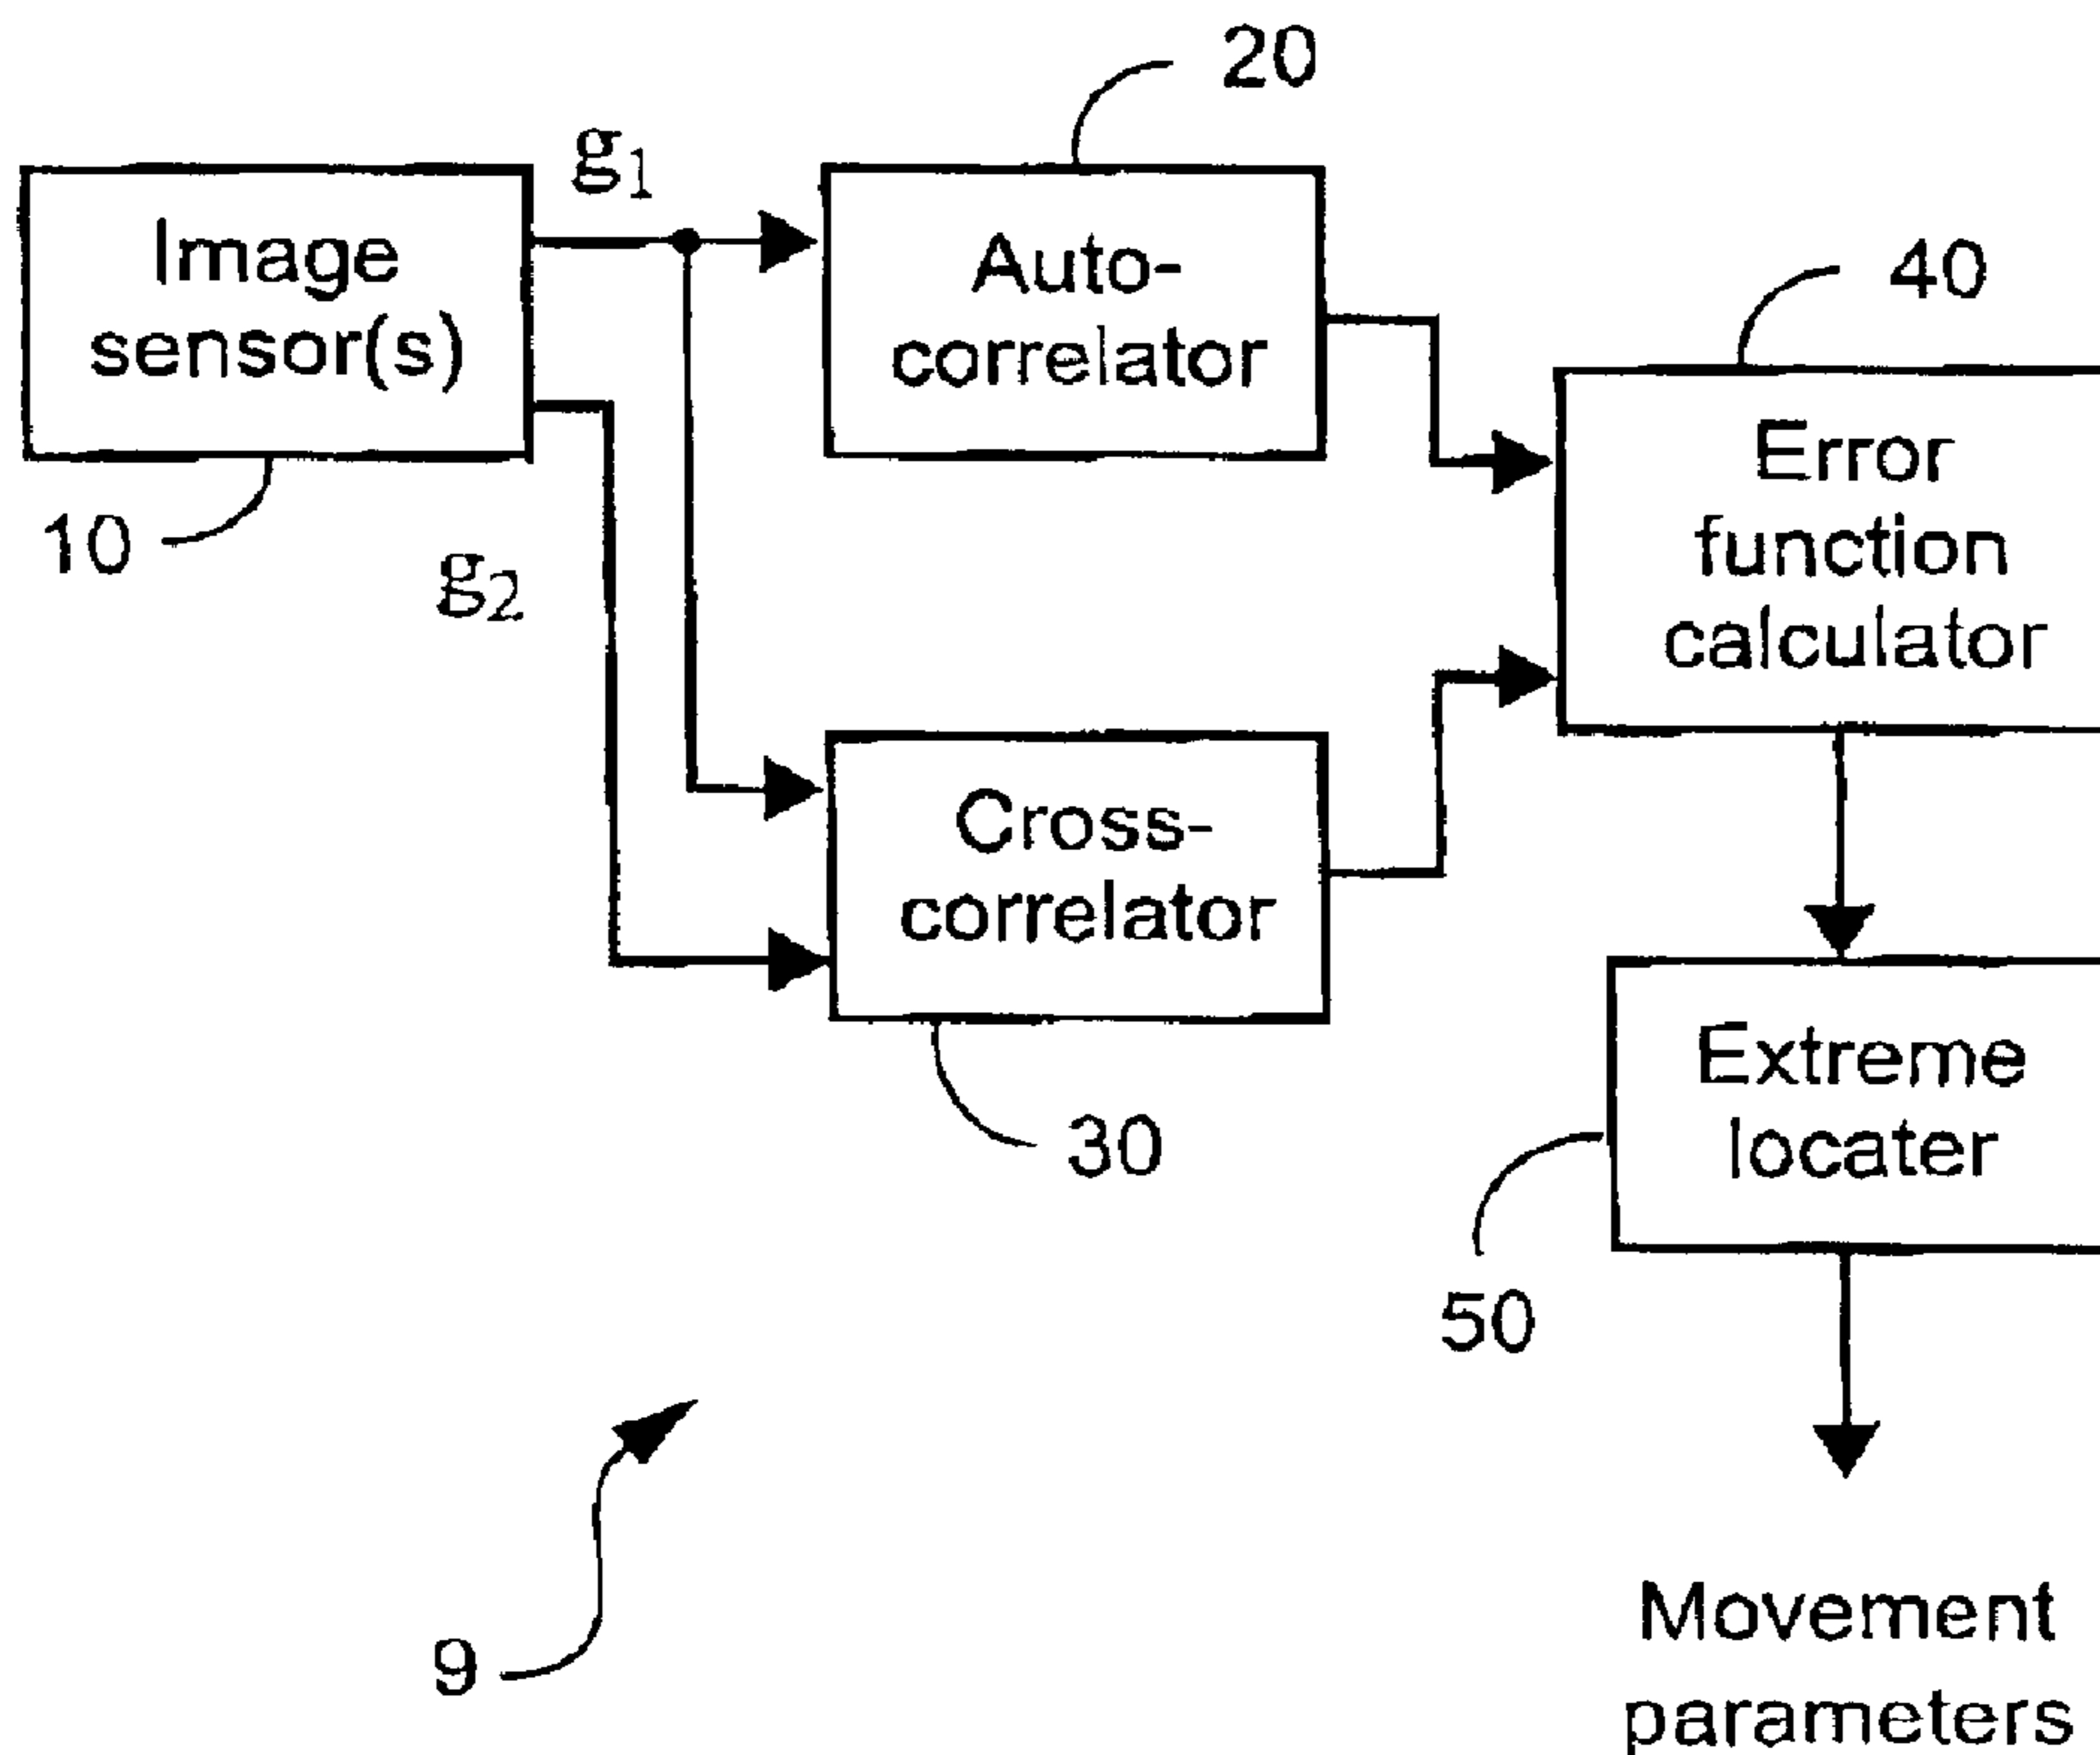 20
g1
Image
sensor(s)
Auto-
correlator
40
10
g2
Error
function
calculator
Cross-
correlator
30
Extreme
locater
50
9
Movement
parameters